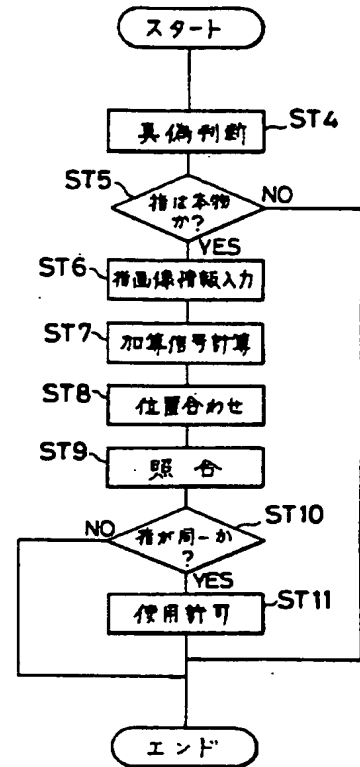 スタート
ST4
真偽判断
ST5
指は本物
か?
NO
YES
ST6
指画像情報入力
ST7
加算信号計算
ST8
位置合わせ
ST9
照合
ST10
NO
指が同一か
?
YES
使用許可
ST11
エンド